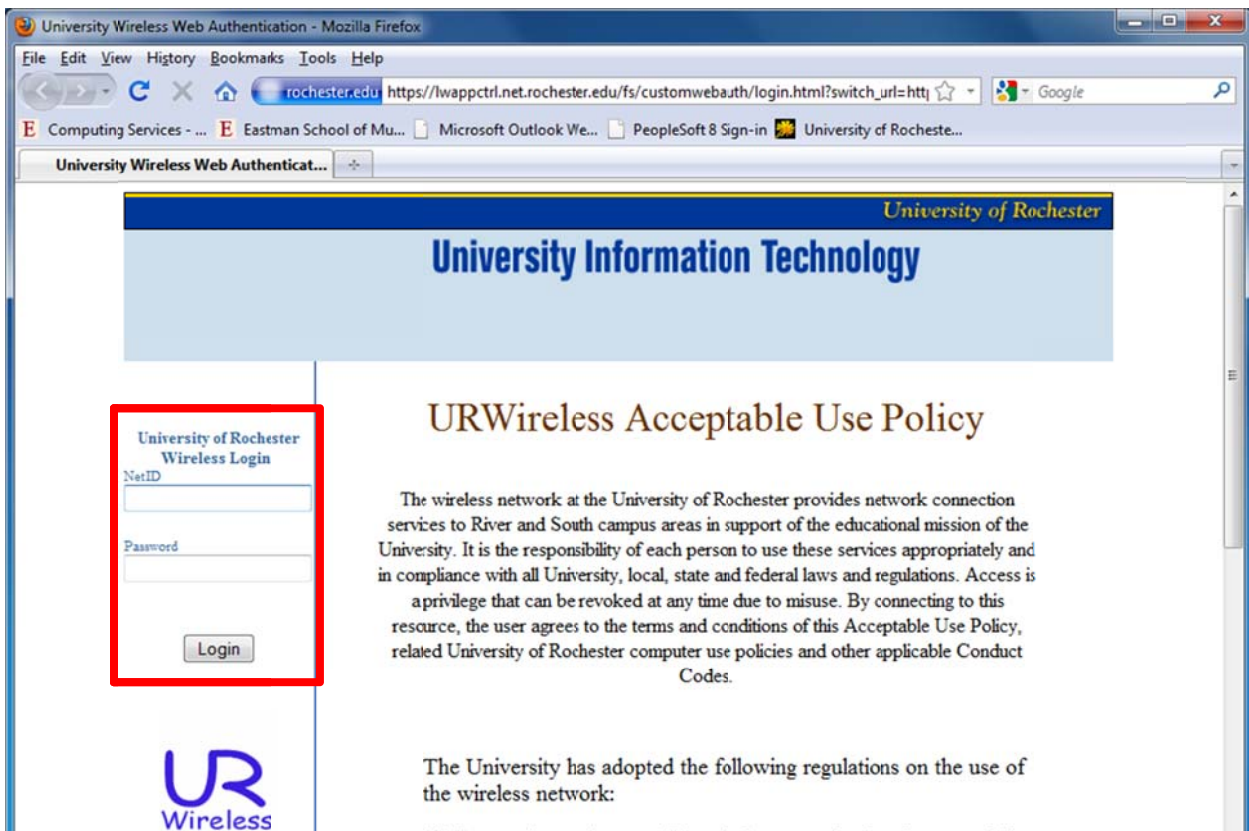 University Wireless Web Authentication - Mozilla Firefox
File Edit View History Bookmarks Tools Help
rochester.edu https://lwappctrl.net.rochester.edu/fs/customwebauth/login.html?switch_url=http Google
E Computing Services - ... E Eastman School of Mu... Microsoft Outlook We... PeopleSoft 8 Sign-in University of Rocheste...
University Wireless Web Authenticat...
University of Rochester
University Information Technology
University of Rochester
Wireless Login
NetID
Password
Login
UR
Wireless
URWireless Acceptable Use Policy
The wireless network at the University of Rochester provides network connection
services to River and South campus areas in support of the educational mission of the
University. It is the responsibility of each person to use these services appropriately and
in compliance with all University, local, state and federal laws and regulations. Access is
a privilege that can be revoked at any time due to misuse. By connecting to this
resource, the user agrees to the terms and conditions of this Acceptable Use Policy,
related University of Rochester computer use policies and other applicable Conduct
Codes.
The University has adopted the following regulations on the use of
the wireless network: